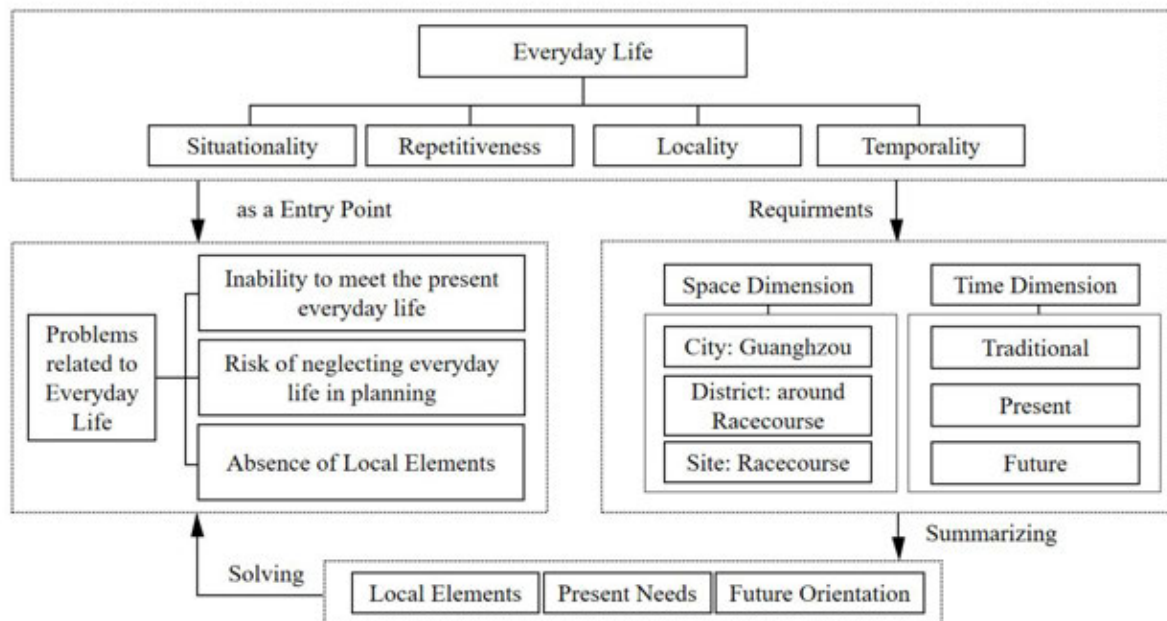 Everyday Life
Situationality
Repetitiveness
Locality
Temporality
as a Entry Point
Requirments
Problems
related to
Everyday
Life
Inability to meet the present
everyday life
Risk of neglecting everyday
life in planning
Absence of Local Elements
Space Dimension
City: Guanghzou
District: around
Racecourse
Site: Racecourse
Time Dimension
Traditional
Present
Future
Summarizing
Solving
Local Elements
Present Needs
Future Orientation